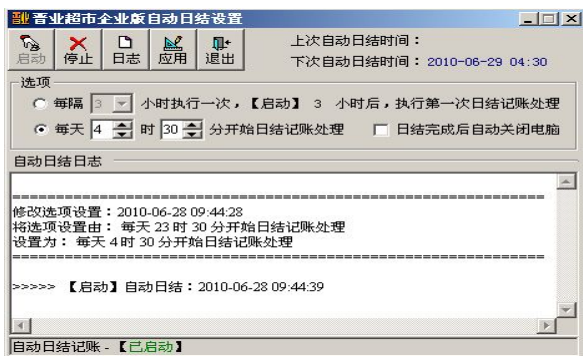 晋业超市企业版自动日结设置
启动 停止 日志 应用 退出
上次自动日结时间：
下次自动日结时间：2010-06-29 04:30
选项
每隔 3 小时执行一次，【启动】 3 小时后，执行第一次日结记账处理
每天 4 时 30 分开始日结记账处理 日结完成后自动关闭电脑
自动日结日志
==========================================================
修改选项设置：2010-06-28 09:44:28
将选项设置由： 每天 23 时 30 分开始日结记账处理
设置为： 每天 4 时 30 分开始日结记账处理
==========================================================
>>>>> 【启动】自动日结：2010-06-28 09:44:39
自动日结记账 - 【已启动】